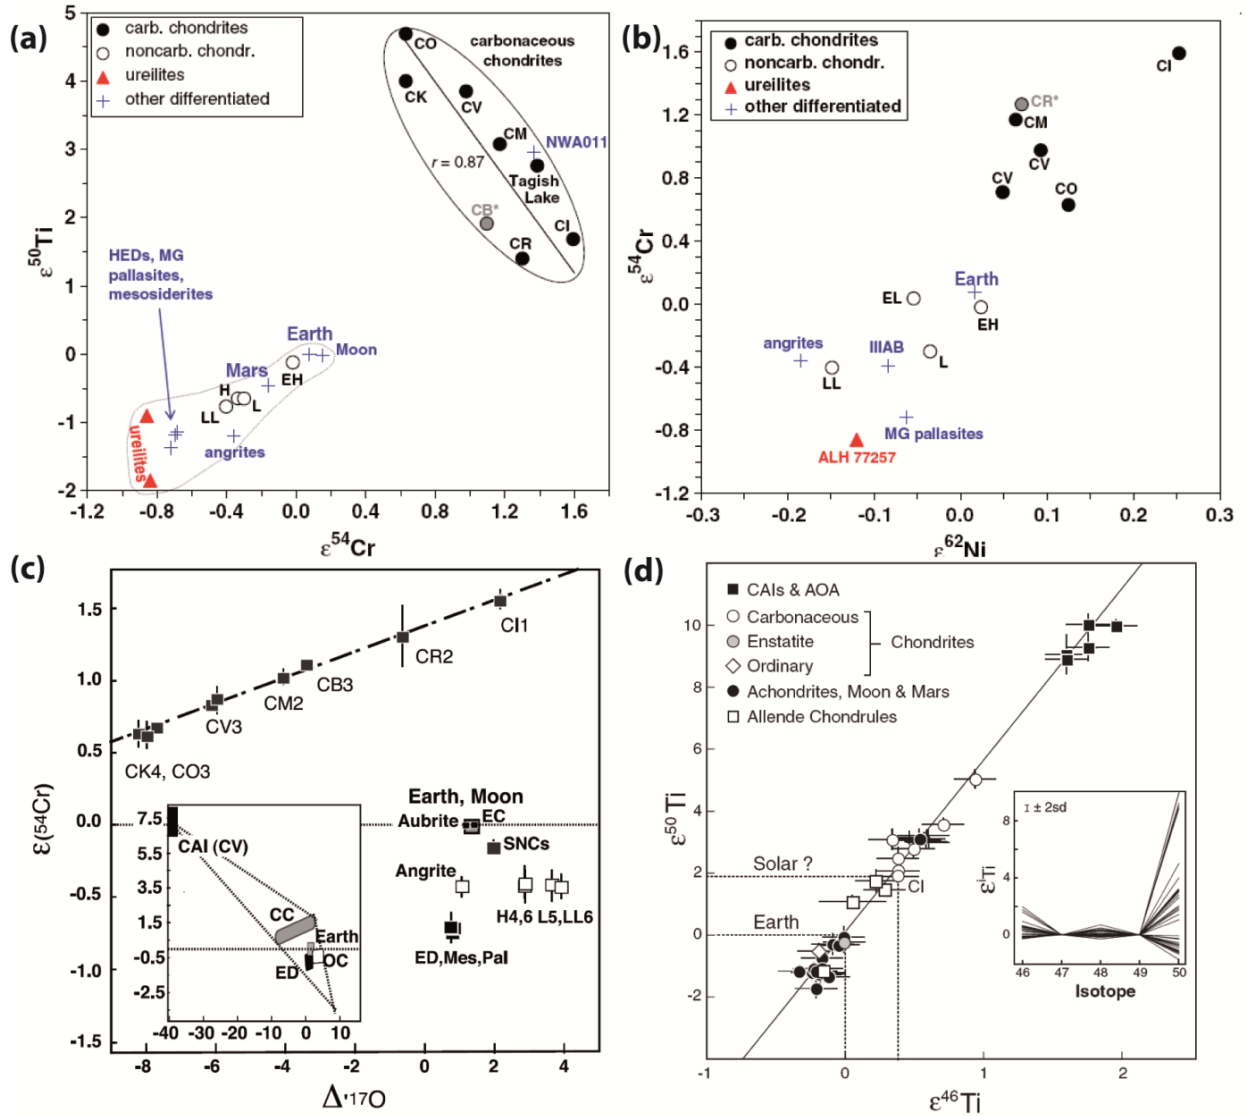 (a)
5
4
3
2
1
0
-1
-2
ε50Ti
carb. chondrites
noncarb. chondr.
ureilites
other differentiated
CO
carbonaceous
chondrites
CK
CV
CM
NWA011
r = 0.87
Tagish
Lake
CB*
CI
CR
HEDs, MG
pallasites,
mesosiderites
Earth
Moon
Mars
EH
H
L
LL
angrites
ureilites
-1.2
-0.8
-0.4
0.0
0.4
0.8
1.2
1.6
ε54Cr
(b)
1.6
1.2
0.8
0.4
0.0
-0.4
-0.8
-1.2
ε54Cr
carb. chondrites
noncarb. chondr.
ureilites
other differentiated
CI
CR*
CM
CV
CV
CO
Earth
EL
EH
angrites
IIIAB
LL
L
MG pallasites
ALH 77257
-0.3
-0.2
-0.1
0.0
0.1
0.2
0.3
ε62Ni
(c)
1.5
1.0
0.5
0.0
-0.5
-1.0
-1.5
ε(54Cr)
CI1
CR2
CB3
CM2
CV3
CK4, CO3
Earth, Moon
Aubrite
EC
SNCs
Angrite
H4,6 L5,LL6
ED,Mes,Pal
7.5
5.5
3.5
1.5
-0.5
-2.5
CAI (CV)
CC
Earth
ED
OC
-40 -30 -20 -10 0 10
-8
-6
-4
-2
0
2
4
Δ'17O
(d)
10
8
6
4
2
0
-2
ε50Ti
CAIs & AOA
Carbonaceous
Enstatite
Chondrites
Ordinary
Achondrites, Moon & Mars
Allende Chondrules
Solar ?
CI
Earth
± 2sd
8
4
0
εiTi
46 47 48 49 50
Isotope
-1
0
1
2
ε46Ti